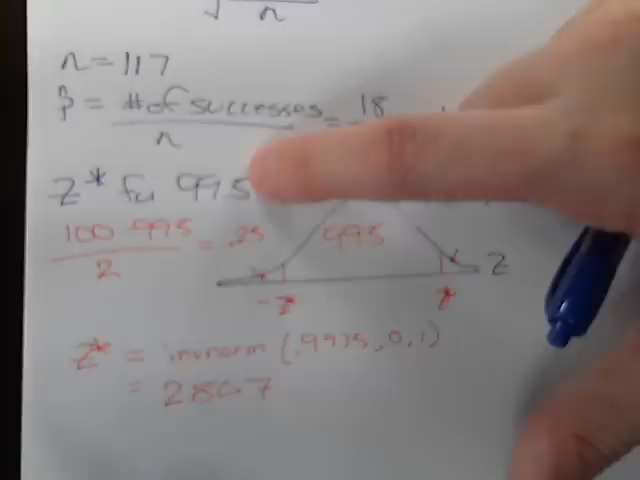 √
n
n = 117
p̂ = # of successes / n = 18
Z* for 99.5
100 - 99.5 / 2 = .25
99.5
Z
-Z* Z*
Z* = invnorm (.9975, 0, 1)
= 2.807